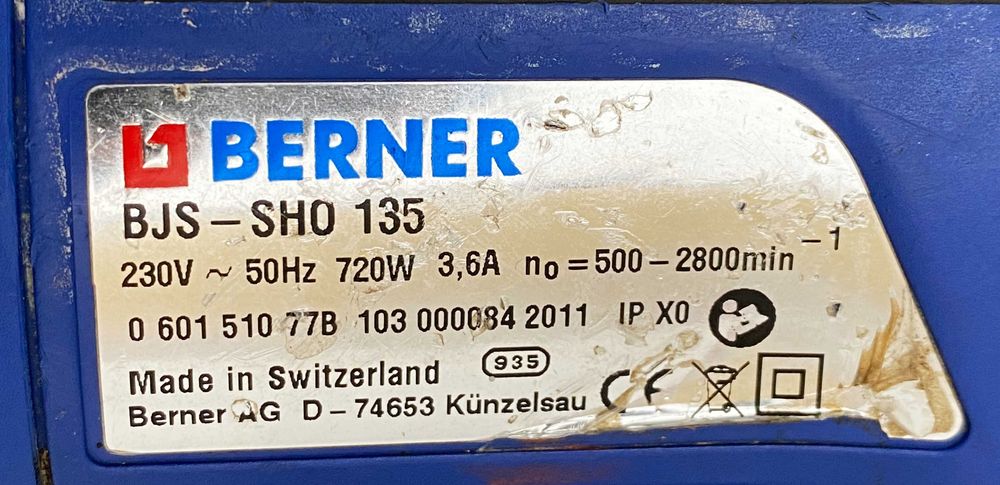 BERNER
BJS – SHO 135
230V ~ 50Hz 720W 3,6A n₀ = 500 – 2800min⁻¹
0 601 510 77B 103 000084 2011 IP X0
Made in Switzerland 935
Berner AG D – 74653 Künzelsau CE